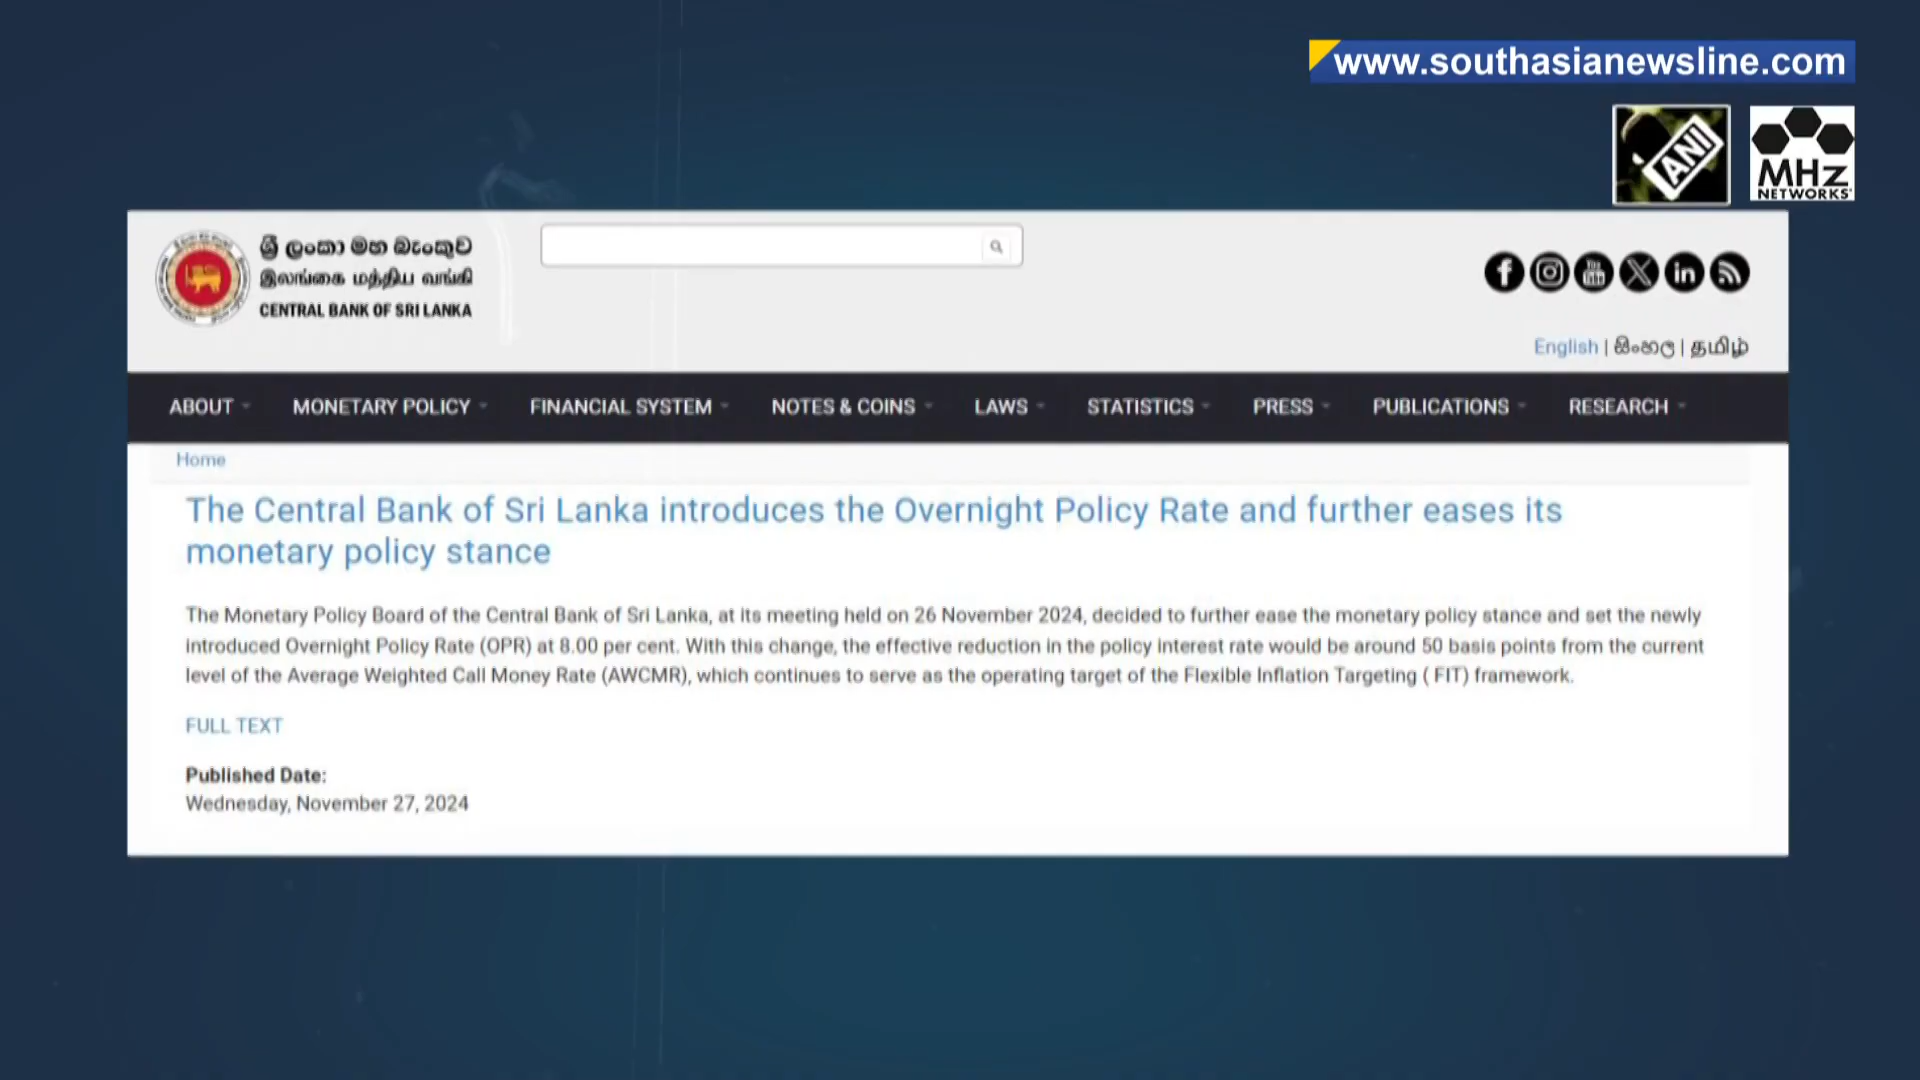 www.southasianewsline.com
ANI
MHz
NETWORKS
ශ්‍රී ලංකා මහ බැංකුව
இலங்கை மத்திய வங்கி
CENTRAL BANK OF SRI LANKA
English | සිංහල | தமிழ்
ABOUT MONETARY POLICY FINANCIAL SYSTEM NOTES & COINS LAWS STATISTICS PRESS PUBLICATIONS RESEARCH
Home
The Central Bank of Sri Lanka introduces the Overnight Policy Rate and further eases its
monetary policy stance
The Monetary Policy Board of the Central Bank of Sri Lanka, at its meeting held on 26 November 2024, decided to further ease the monetary policy stance and set the newly
introduced Overnight Policy Rate (OPR) at 8.00 per cent. With this change, the effective reduction in the policy interest rate would be around 50 basis points from the current
level of the Average Weighted Call Money Rate (AWCMR), which continues to serve as the operating target of the Flexible Inflation Targeting ( FIT) framework.
FULL TEXT
Published Date:
Wednesday, November 27, 2024